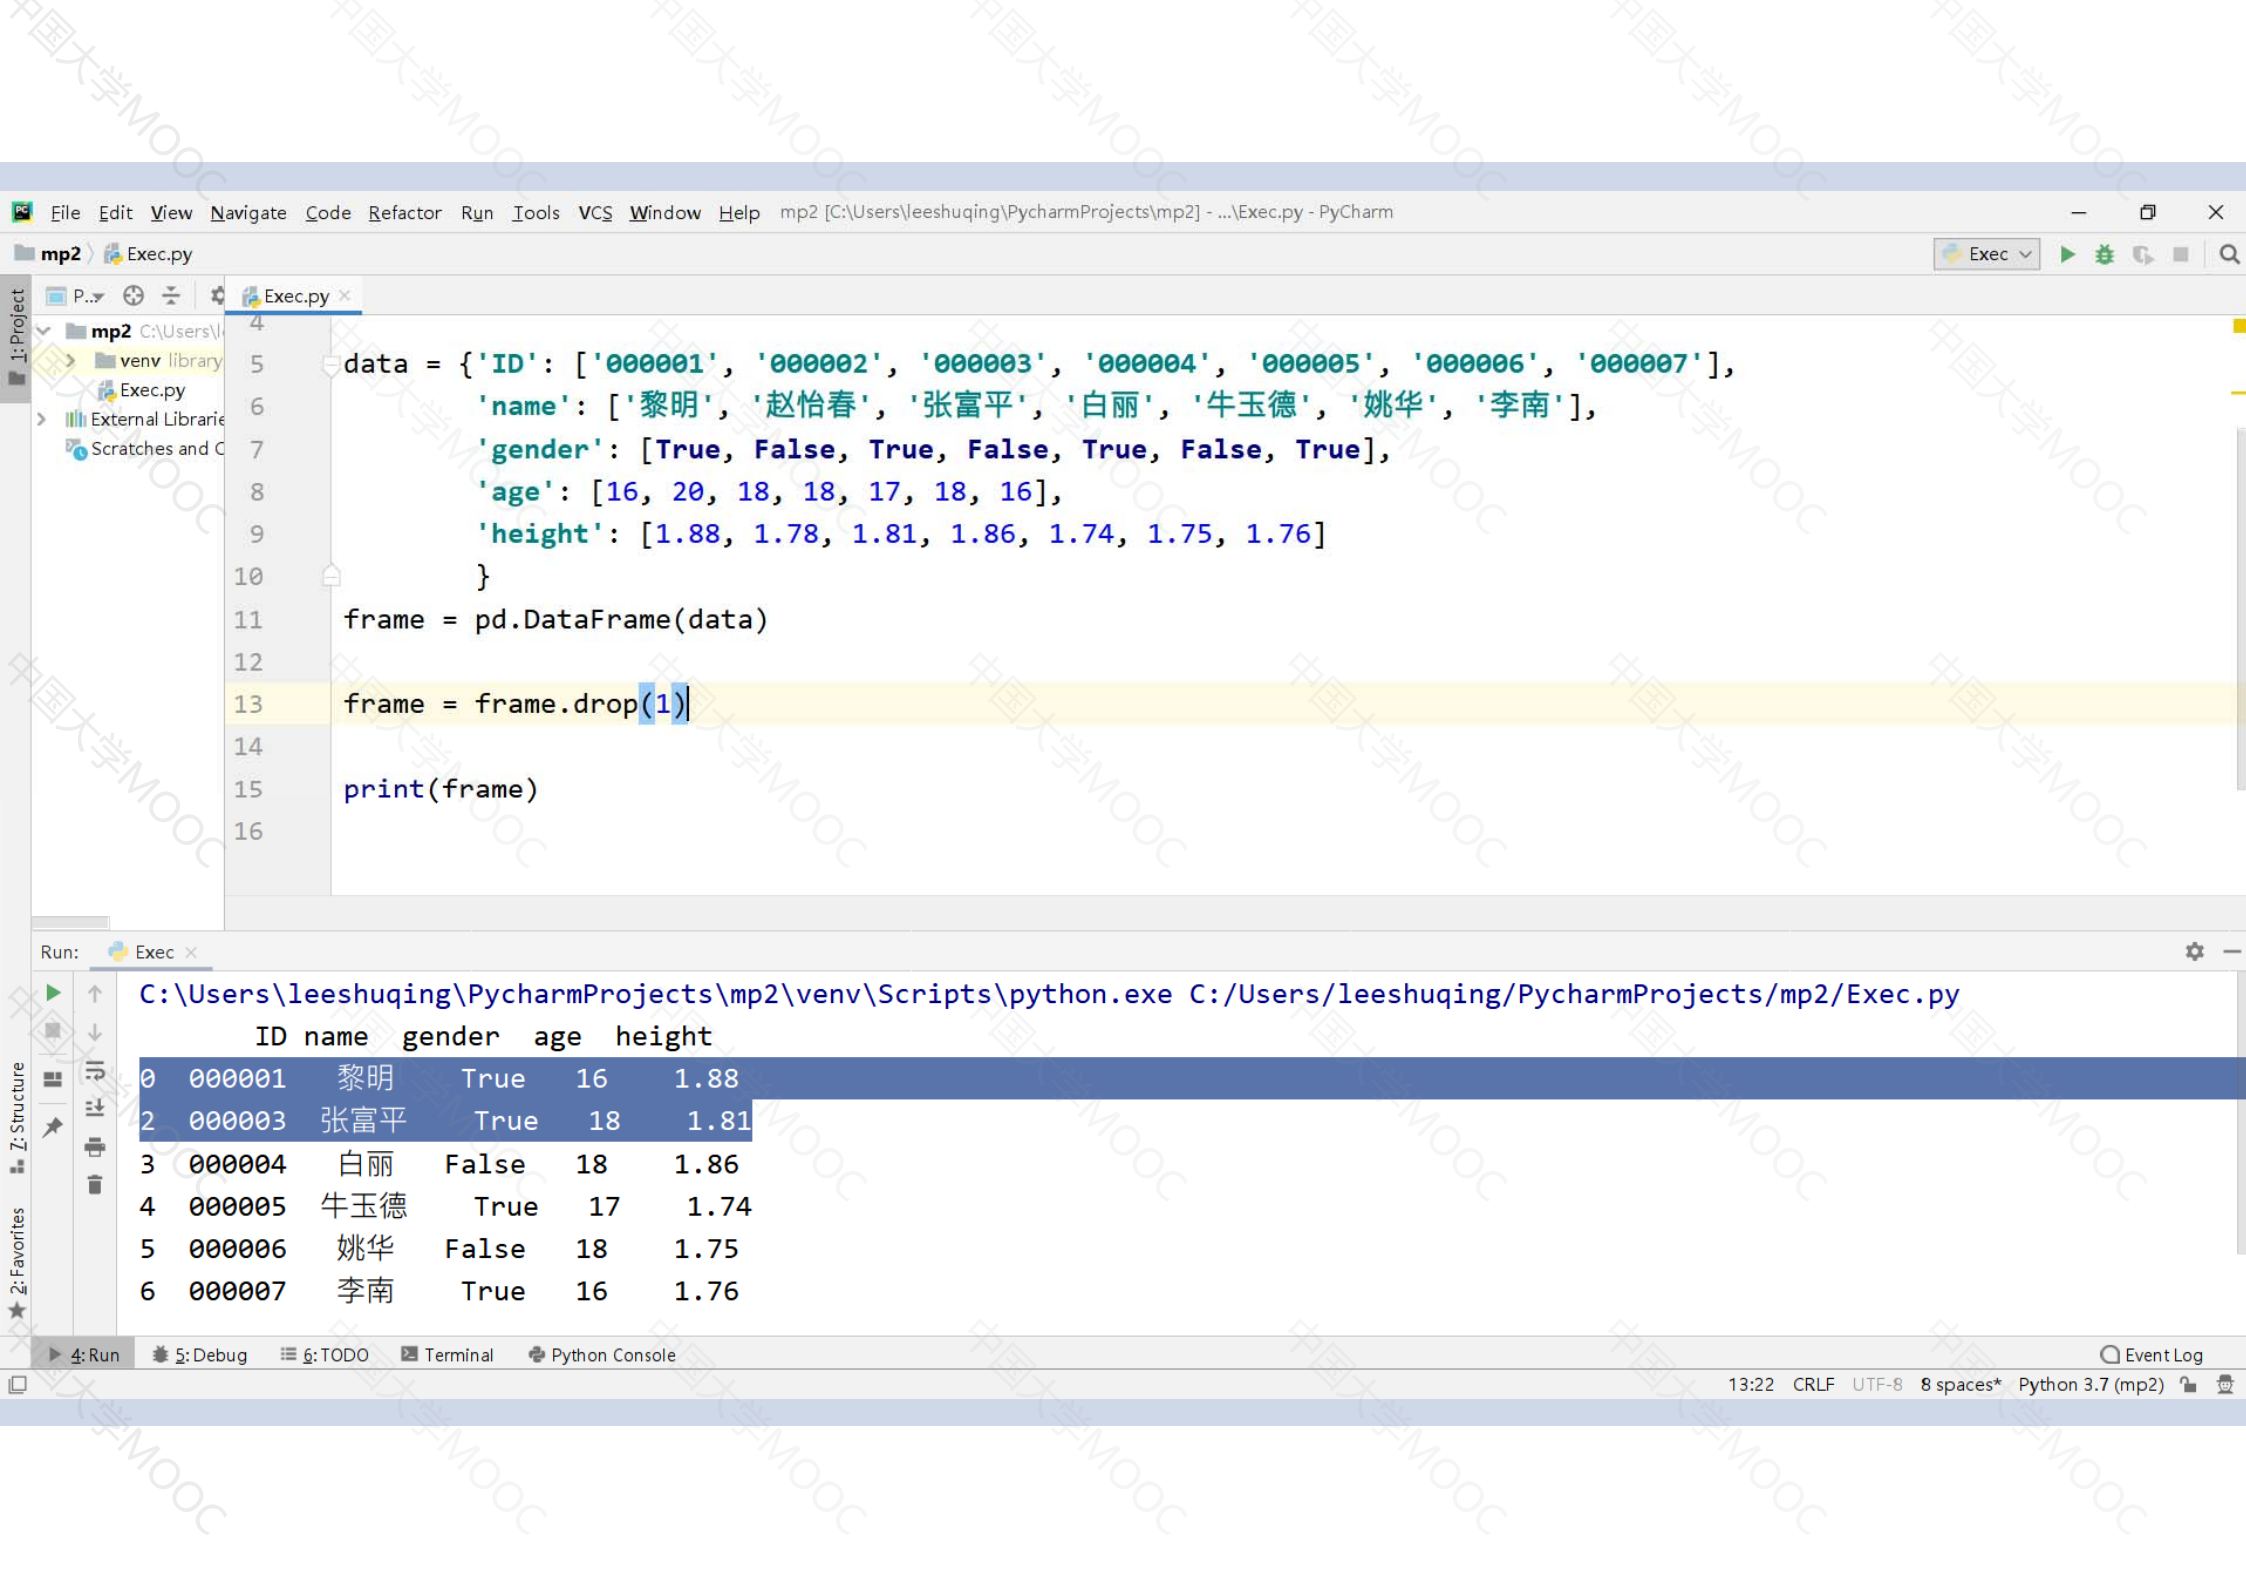 File Edit View Navigate Code Refactor Run Tools VCS Window Help mp2 [C:\Users\leeshuqing\PycharmProjects\mp2] - ...\Exec.py - PyCharm
mp2 Exec.py Exec
1: Project P.. Exec.py
mp2 C:\Users\l
venv library
Exec.py
External Librarie
Scratches and C
4
5 data = {'ID': ['000001', '000002', '000003', '000004', '000005', '000006', '000007'],
6 'name': ['黎明', '赵怡春', '张富平', '白丽', '牛玉德', '姚华', '李南'],
7 'gender': [True, False, True, False, True, False, True],
8 'age': [16, 20, 18, 18, 17, 18, 16],
9 'height': [1.88, 1.78, 1.81, 1.86, 1.74, 1.75, 1.76]
10 }
11 frame = pd.DataFrame(data)
12
13 frame = frame.drop(1)
14
15 print(frame)
16
Run: Exec
C:\Users\leeshuqing\PycharmProjects\mp2\venv\Scripts\python.exe C:/Users/leeshuqing/PycharmProjects/mp2/Exec.py
ID name gender age height
0 000001 黎明 True 16 1.88
2 000003 张富平 True 18 1.81
3 000004 白丽 False 18 1.86
4 000005 牛玉德 True 17 1.74
5 000006 姚华 False 18 1.75
6 000007 李南 True 16 1.76
7: Structure
2: Favorites
4: Run 5: Debug 6: TODO Terminal Python Console Event Log
13:22 CRLF UTF-8 8 spaces* Python 3.7 (mp2)
中国大学MOOC